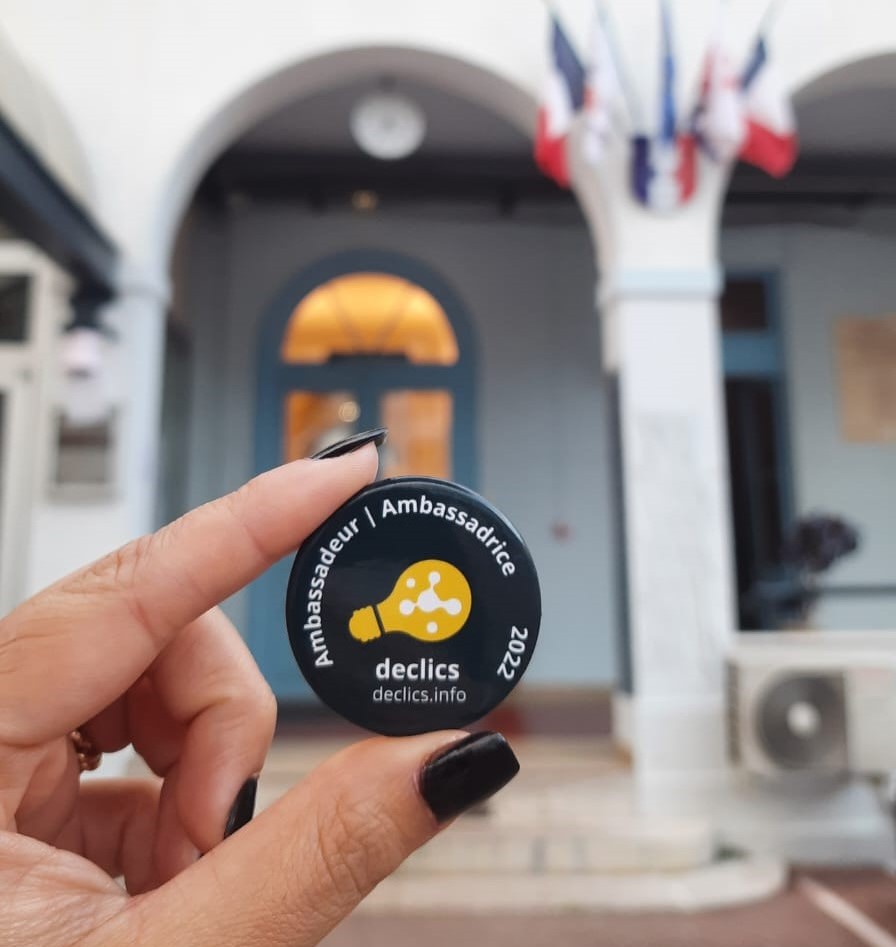 Ambassadeur | Ambassadrice
2022
declics
declics.info